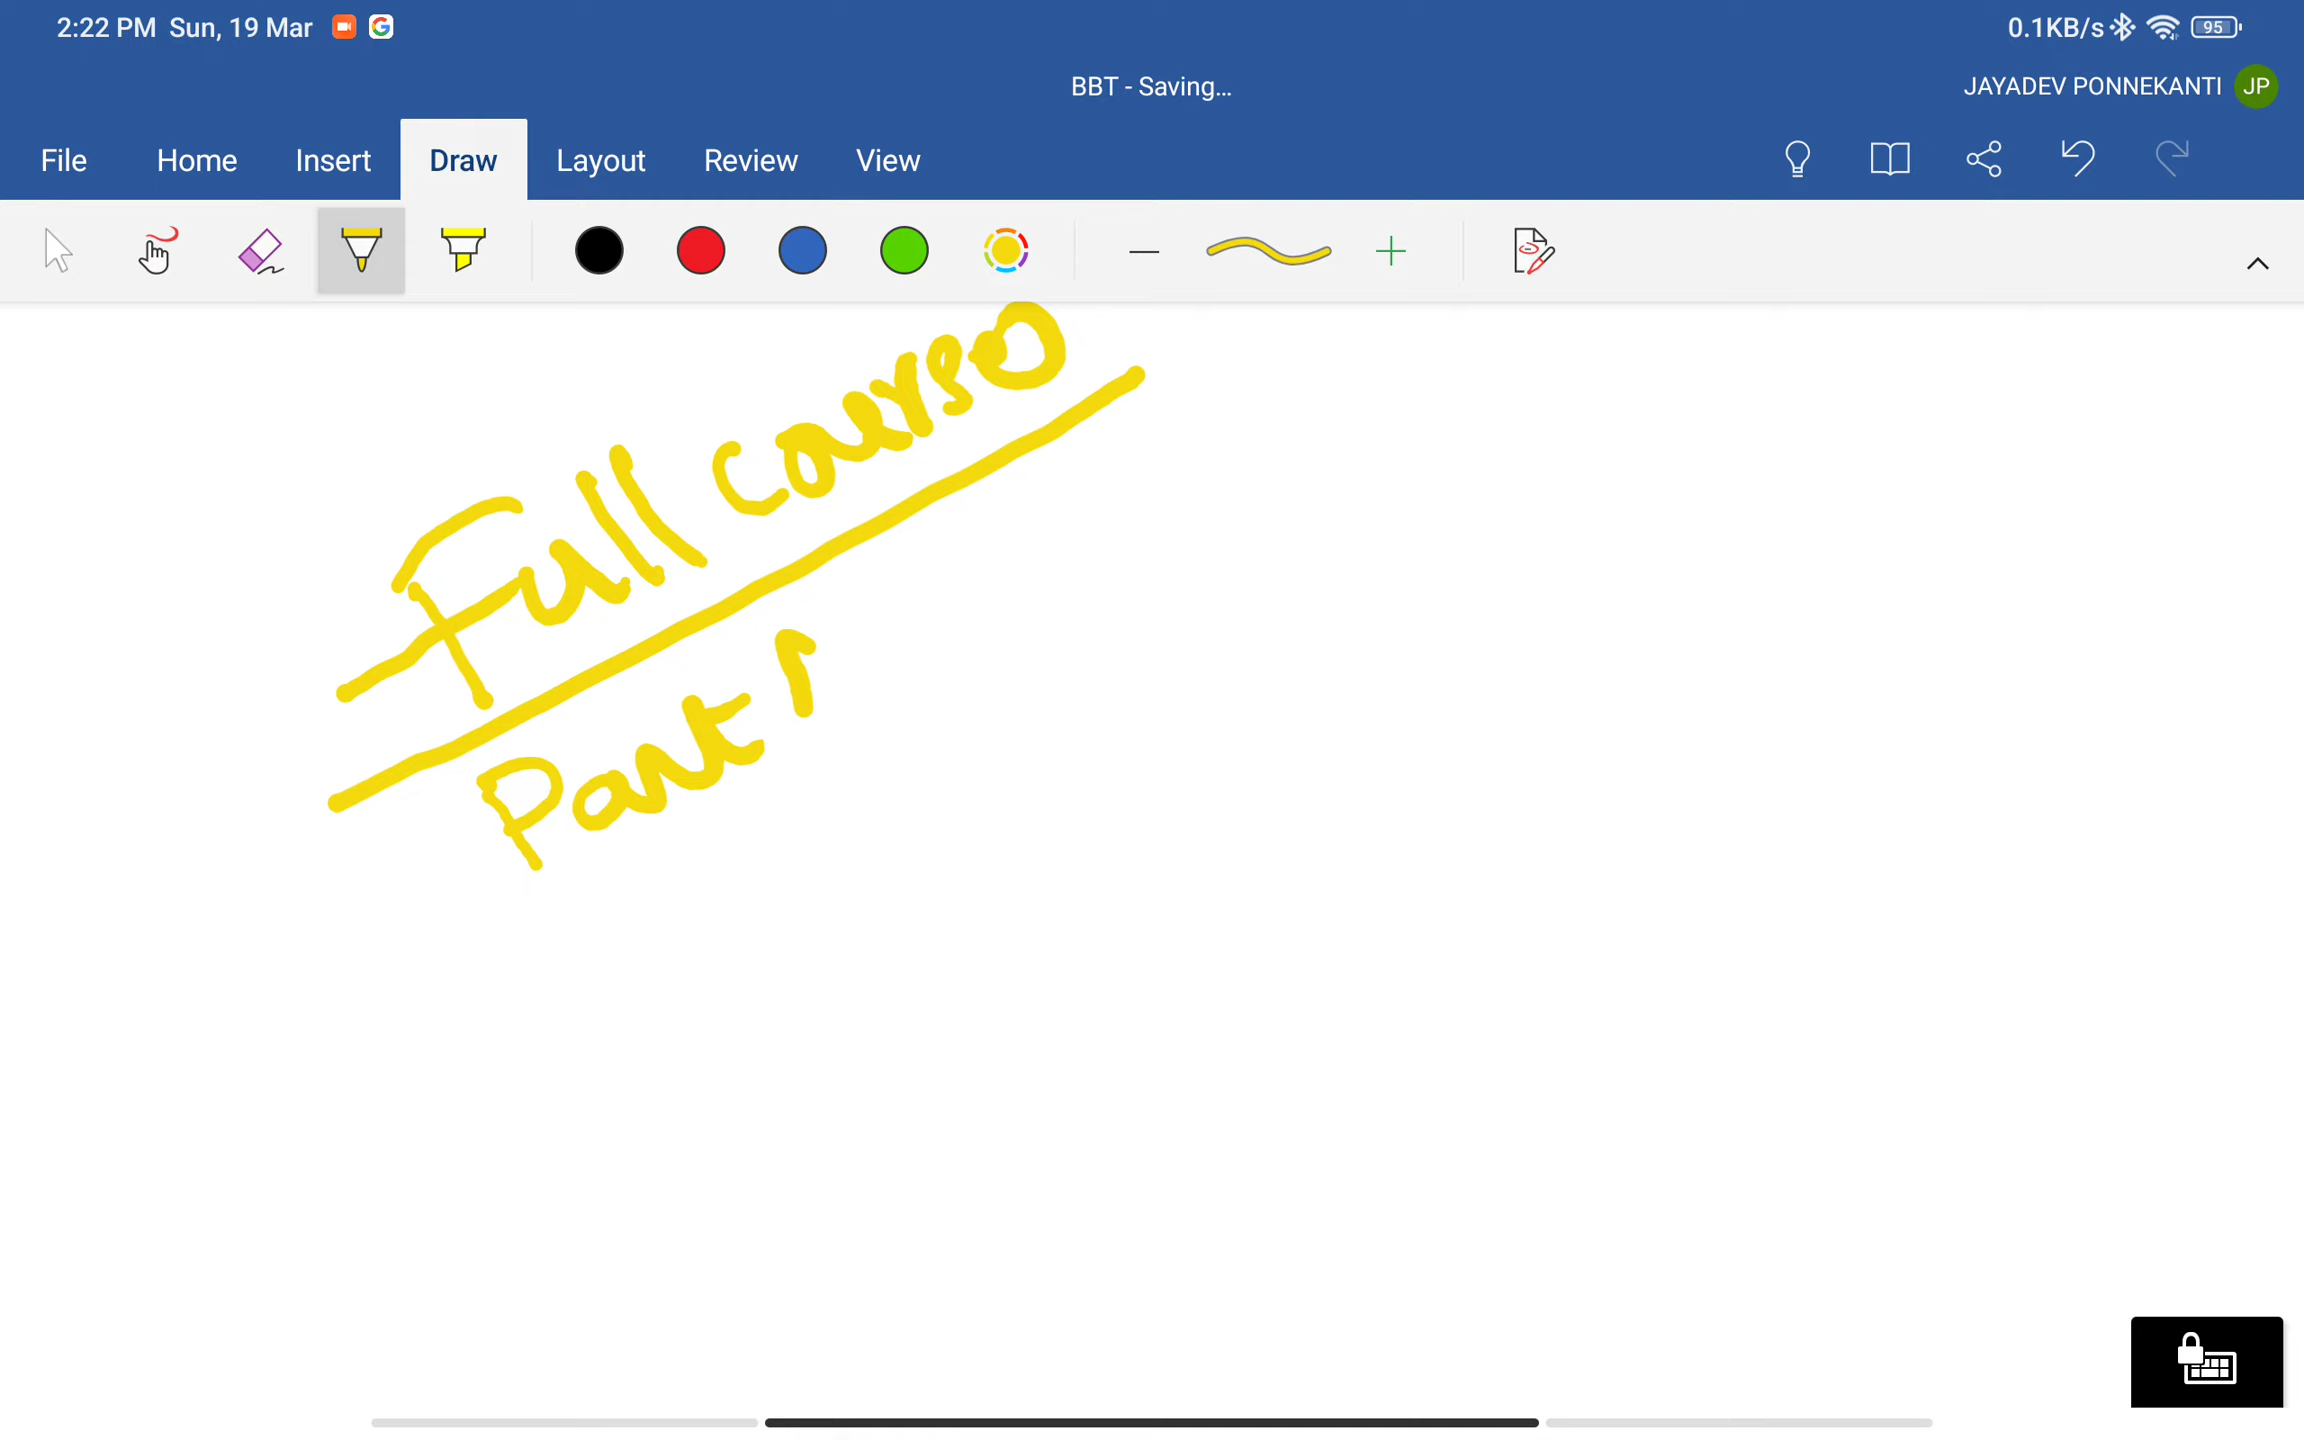 2:22 PM Sun, 19 Mar
0.1KB/s 95
BBT - Saving...
JAYADEV PONNEKANTI JP
File Home Insert Draw Layout Review View
Full course
Part 1